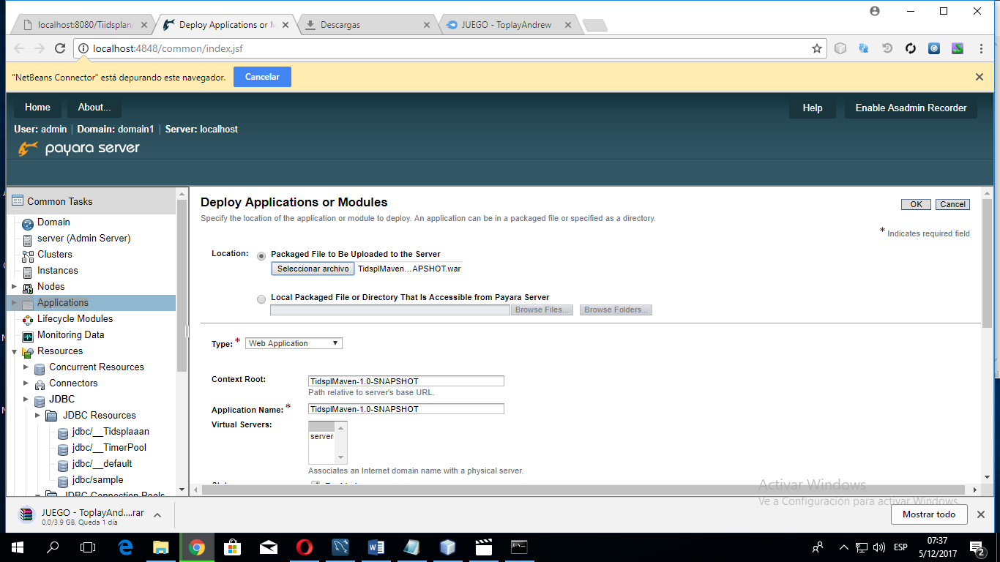 localhost:8080/Tiidsplan
Deploy Applications or M
Descargas
JUEGO - ToplayAndrew
localhost:4848/common/index.jsf
"NetBeans Connector" está depurando este navegador.
Cancelar
Home
About...
Help
Enable Asadmin Recorder
User: admin | Domain: domain1 | Server: localhost
payara server
Common Tasks
Domain
server (Admin Server)
Clusters
Instances
Nodes
Applications
Lifecycle Modules
Monitoring Data
Resources
Concurrent Resources
Connectors
JDBC
JDBC Resources
jdbc/__Tidsplaaan
jdbc/__TimerPool
jdbc/__default
jdbc/sample
JDBC Connection Pools
Deploy Applications or Modules
OK
Cancel
Specify the location of the application or module to deploy. An application can be in a packaged file or specified as a directory.
* Indicates required field
Location:
Packaged File to Be Uploaded to the Server
Seleccionar archivo
TidsplMaven...APSHOT.war
Local Packaged File or Directory That Is Accessible from Payara Server
Browse Files...
Browse Folders...
Type: *
Web Application
Context Root:
TidsplMaven-1.0-SNAPSHOT
Path relative to server's base URL.
Application Name: *
TidsplMaven-1.0-SNAPSHOT
Virtual Servers:
server
Associates an Internet domain name with a physical server.
Activar Windows
Ve a Configuración para activar Windows.
JUEGO - ToplayAnd....rar
0.0/3.9 GB, Queda 1 día
Mostrar todo
ESP
07:37
5/12/2017
2